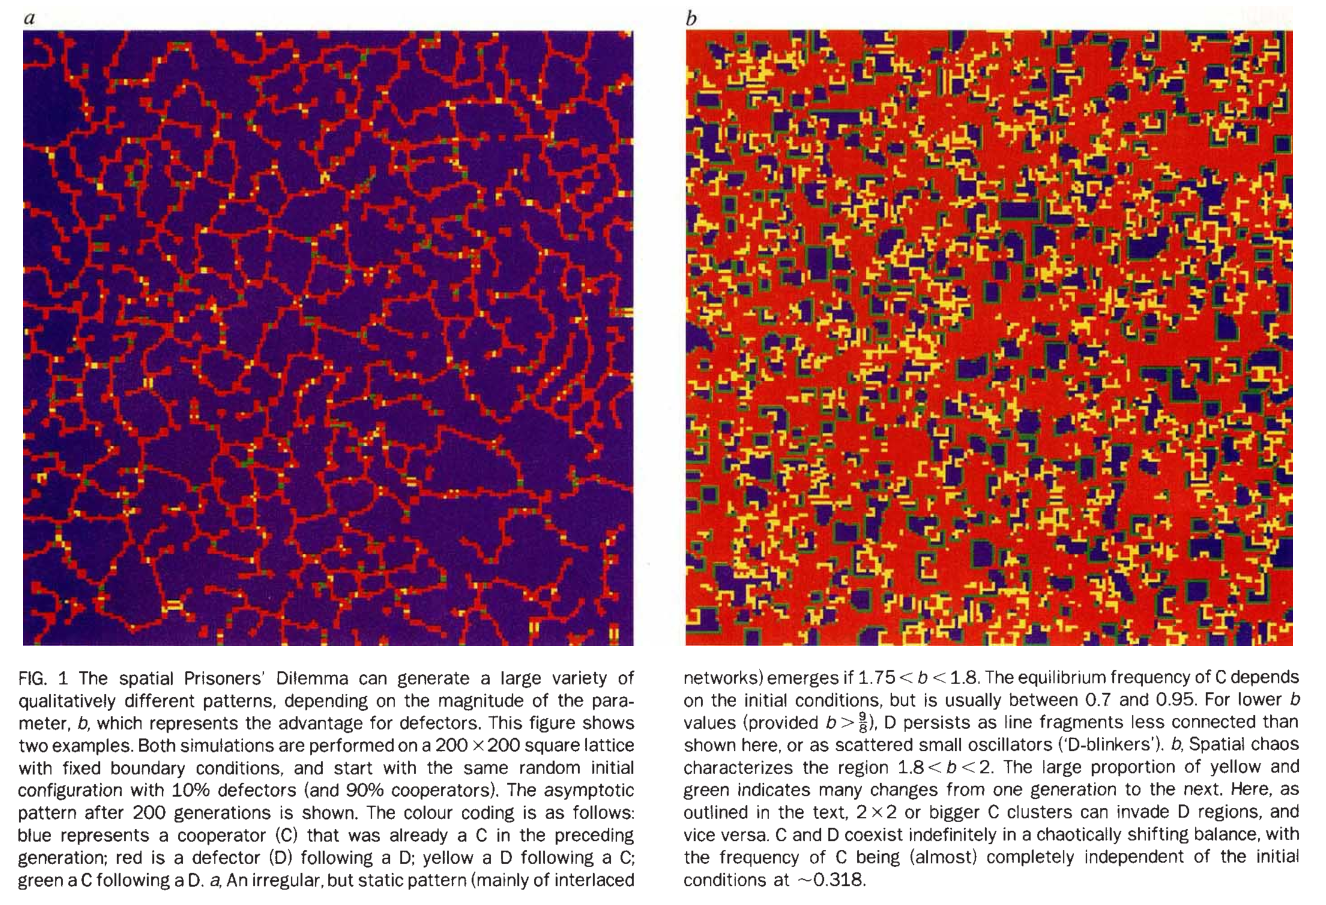 a
b
FIG. 1 The spatial Prisoners' Dilemma can generate a large variety of
qualitatively different patterns, depending on the magnitude of the para-
meter, b, which represents the advantage for defectors. This figure shows
two examples. Both simulations are performed on a 200 × 200 square lattice
with fixed boundary conditions, and start with the same random initial
configuration with 10% defectors (and 90% cooperators). The asymptotic
pattern after 200 generations is shown. The colour coding is as follows:
blue represents a cooperator (C) that was already a C in the preceding
generation; red is a defector (D) following a D; yellow a D following a C;
green a C following a D. a, An irregular, but static pattern (mainly of interlaced
networks) emerges if 1.75 < b < 1.8. The equilibrium frequency of C depends
on the initial conditions, but is usually between 0.7 and 0.95. For lower b
values (provided b > 9/8), D persists as line fragments less connected than
shown here, or as scattered small oscillators ('D-blinkers'). b, Spatial chaos
characterizes the region 1.8 < b < 2. The large proportion of yellow and
green indicates many changes from one generation to the next. Here, as
outlined in the text, 2 × 2 or bigger C clusters can invade D regions, and
vice versa. C and D coexist indefinitely in a chaotically shifting balance, with
the frequency of C being (almost) completely independent of the initial
conditions at ~0.318.